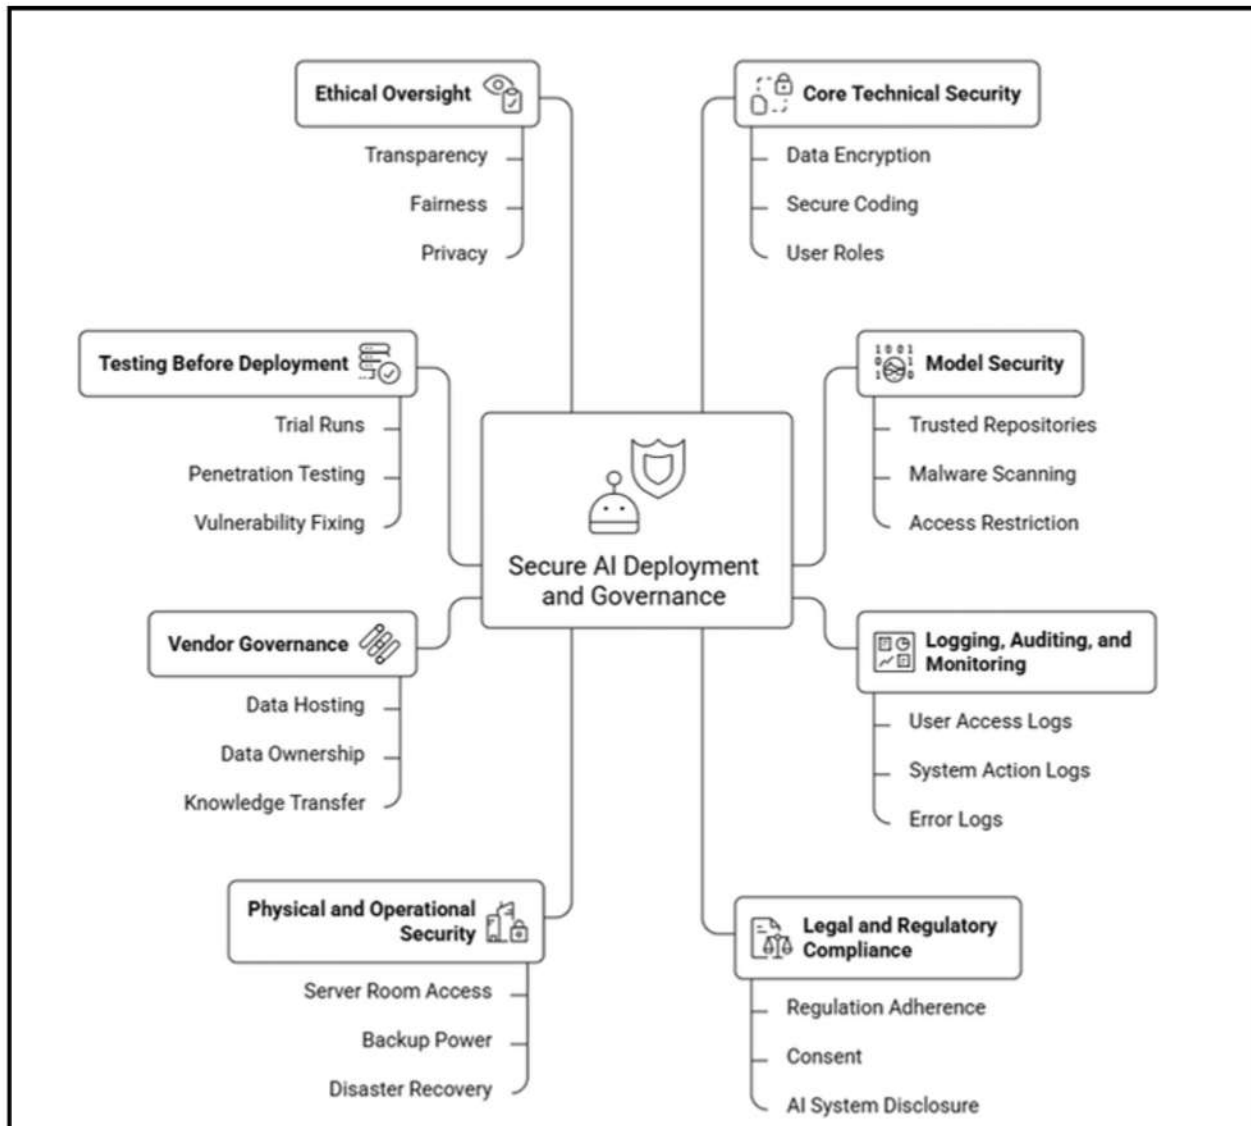 Ethical Oversight
Transparency
Fairness
Privacy
Core Technical Security
Data Encryption
Secure Coding
User Roles
Testing Before Deployment
Trial Runs
Penetration Testing
Vulnerability Fixing
Model Security
Trusted Repositories
Malware Scanning
Access Restriction
Secure AI Deployment
and Governance
Vendor Governance
Data Hosting
Data Ownership
Knowledge Transfer
Logging, Auditing, and
Monitoring
User Access Logs
System Action Logs
Error Logs
Physical and Operational
Security
Server Room Access
Backup Power
Disaster Recovery
Legal and Regulatory
Compliance
Regulation Adherence
Consent
AI System Disclosure